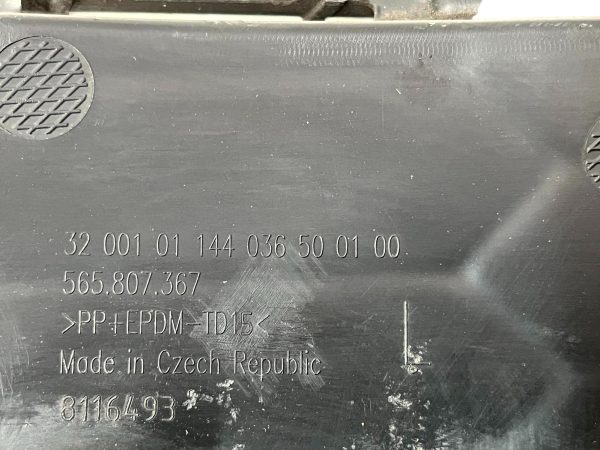 32 001 01 144 036 50 01 00
565.807.367
>PP+EPDM-TD15<
Made in Czech Republic
8116493